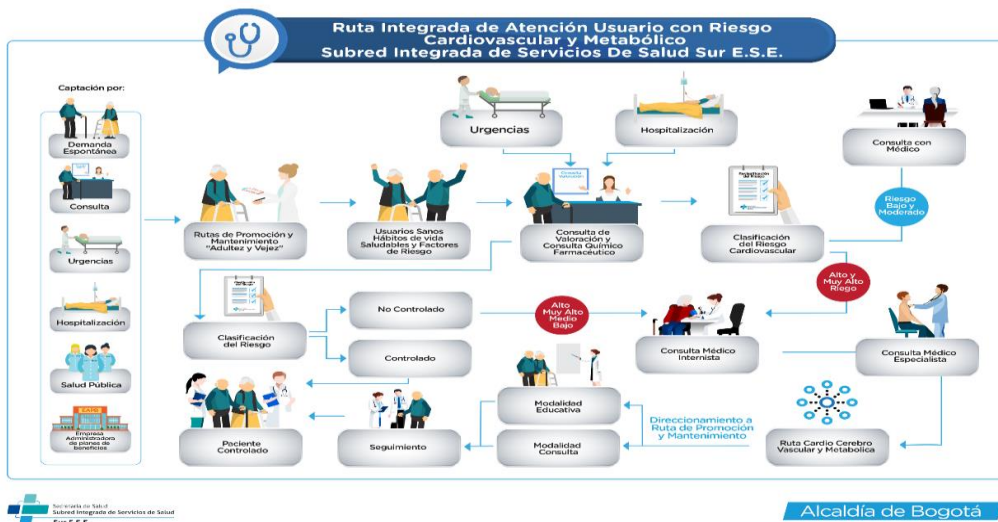 Ruta Integrada de Atención Usuario con Riesgo
Cardiovascular y Metabólico
Subred Integrada de Servicios De Salud Sur E.S.E.
Captación por:
Demanda
Espontánea
Consulta
Urgencias
Hospitalización
Salud Pública
Empresa
Administradora
de planes de
beneficios
Urgencias
Hospitalización
Consulta con
Médico
Rutas de Promoción y
Mantenimiento
"Adultez y Vejez"
Usuarios Sanos
Hábitos de vida
Saludables y Factores
de Riesgo
Consulta
Valoración
Consulta de
Valoración y
Consulta Químico
Farmacéutico
Clasificación
del Riesgo
Cardiovascular
Riesgo
Bajo y
Moderado
Alto y
Muy Alto
Riego
Clasificación
del Riesgo
No Controlado
Controlado
Alto
Muy Alto
Medio
Bajo
Consulta Médico
Internista
Consulta Médico
Especialista
Paciente
Controlado
Seguimiento
Modalidad
Educativa
Modalidad
Consulta
Direccionamiento a
Ruta de Promoción
y Mantenimiento
Ruta Cardio Cerebro
Vascular y Metabolica
Secretaría de Salud
Subred Integrada de Servicios de Salud
Sur E.S.E.
Alcaldía de Bogotá